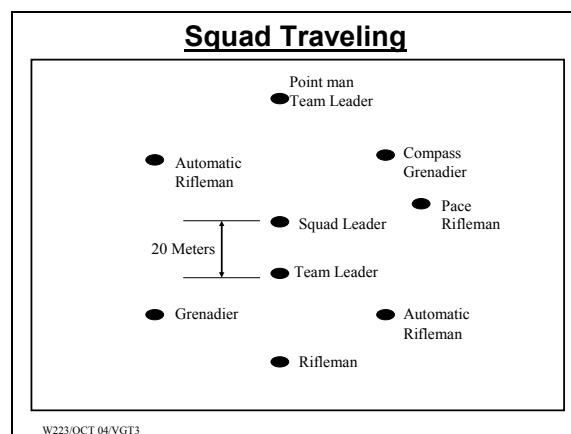 Squad Traveling
Point man
Team Leader
Automatic
Rifleman
Compass
Grenadier
Pace
Rifleman
Squad Leader
20 Meters
Team Leader
Grenadier
Automatic
Rifleman
Rifleman
W223/OCT 04/VGT3